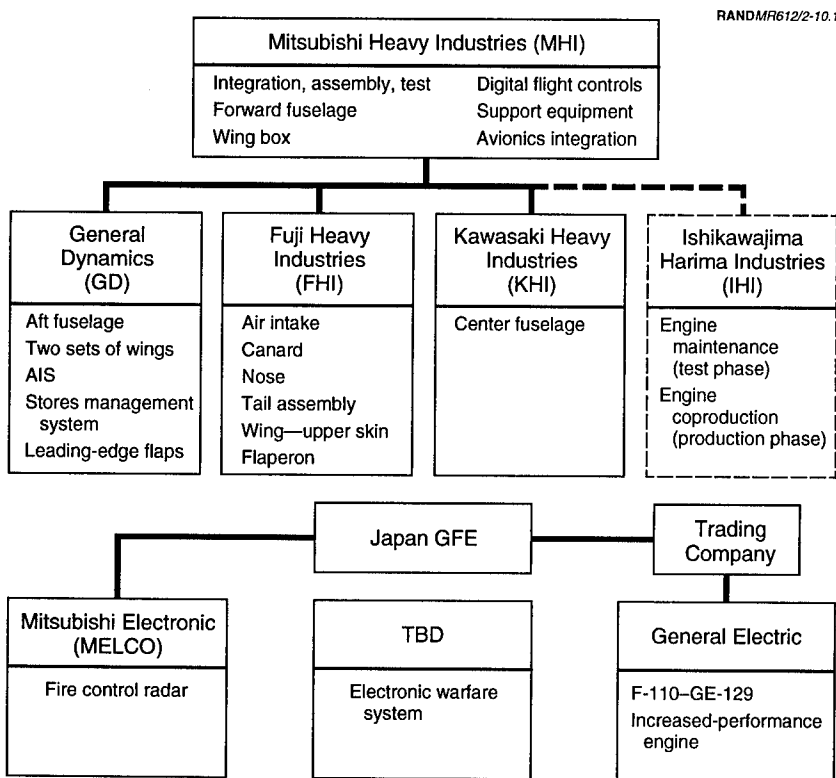 RANDMR612/2-10.1
Mitsubishi Heavy Industries (MHI)
Integration, assembly, test
Forward fuselage
Wing box
Digital flight controls
Support equipment
Avionics integration
General
Dynamics
(GD)
Aft fuselage
Two sets of wings
AIS
Stores management
system
Leading-edge flaps
Fuji Heavy
Industries
(FHI)
Air intake
Canard
Nose
Tail assembly
Wing—upper skin
Flaperon
Kawasaki Heavy
Industries
(KHI)
Center fuselage
Ishikawajima
Harima Industries
(IHI)
Engine
maintenance
(test phase)
Engine
coproduction
(production phase)
Japan GFE
Trading
Company
Mitsubishi Electronic
(MELCO)
Fire control radar
TBD
Electronic warfare
system
General Electric
F-110–GE-129
Increased-performance
engine